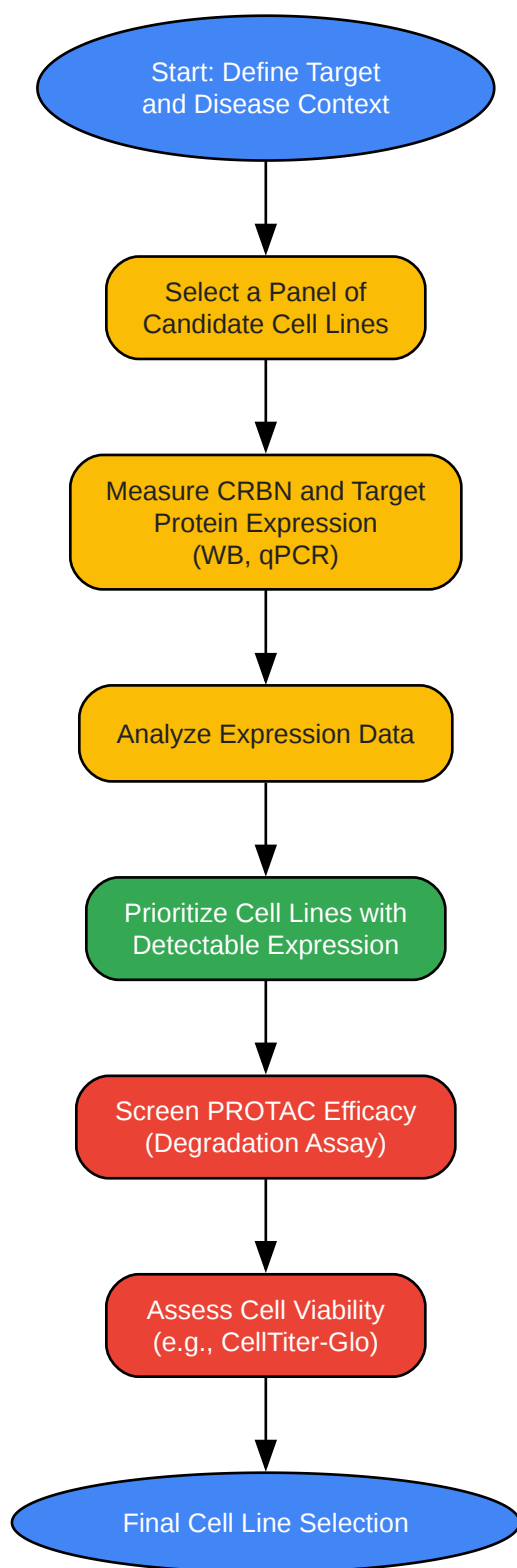 Start: Define Target
and Disease Context
Select a Panel of
Candidate Cell Lines
Measure CRBN and Target
Protein Expression
(WB, qPCR)
Analyze Expression Data
Prioritize Cell Lines with
Detectable Expression
Screen PROTAC Efficacy
(Degradation Assay)
Assess Cell Viability
(e.g., CellTiter-Glo)
Final Cell Line Selection